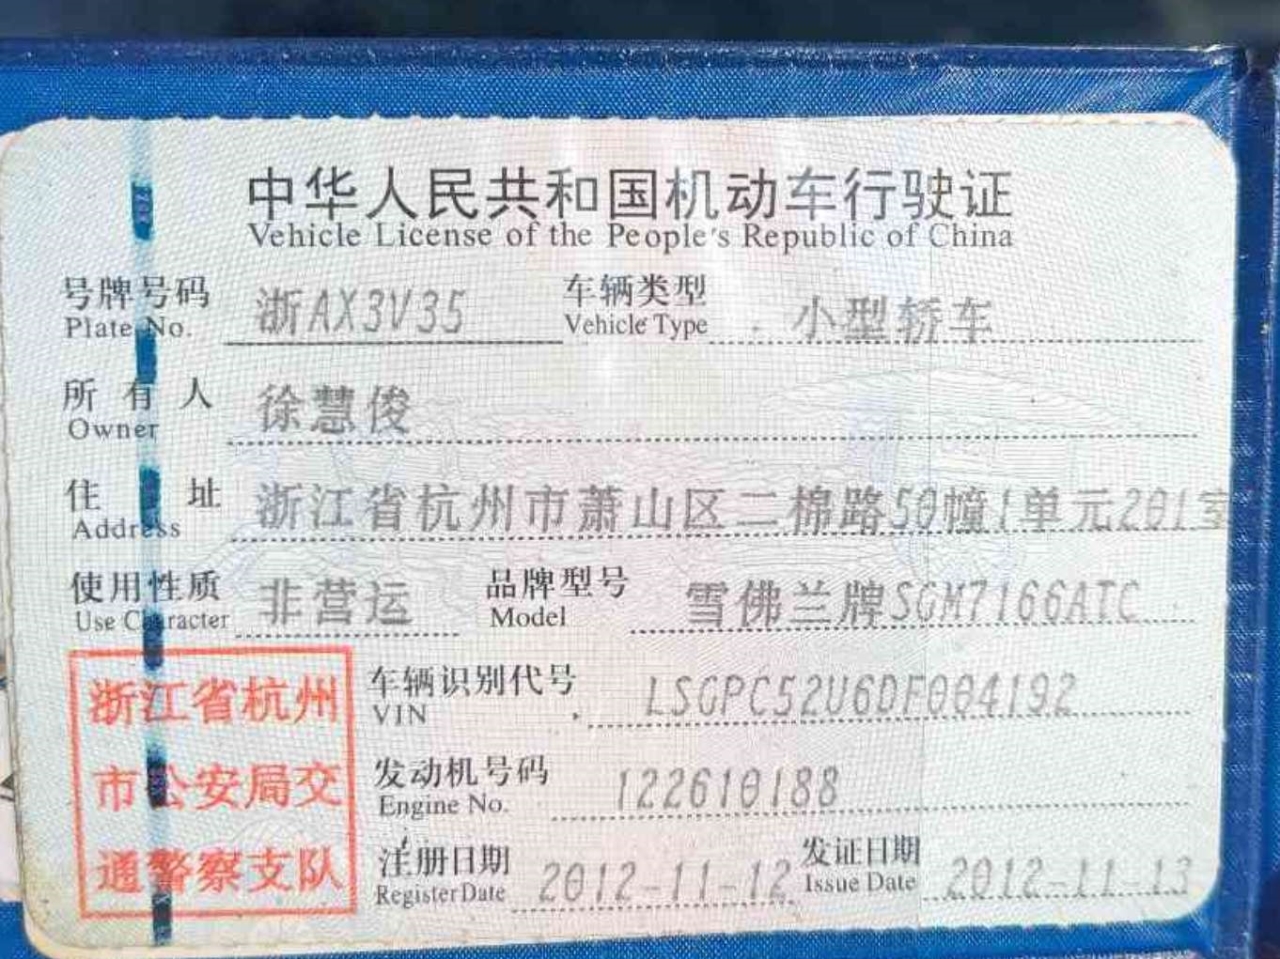 中华人民共和国机动车行驶证
Vehicle License of the People's Republic of China
号牌号码 浙AX3V35 车辆类型 小型轿车
Plate No. Vehicle Type
所有人 徐慧俊
Owner
住址 浙江省杭州市萧山区二棉路50幢1单元201室
Address
使用性质 非营运 品牌型号 雪佛兰牌SGM7166ATC
Use Character Model
车辆识别代号 LSGPC52U6DF004192
VIN
发动机号码 122610188
Engine No.
注册日期 2012-11-12 发证日期 2012-11-13
Register Date Issue Date
浙江省杭州
市公安局交
通警察支队